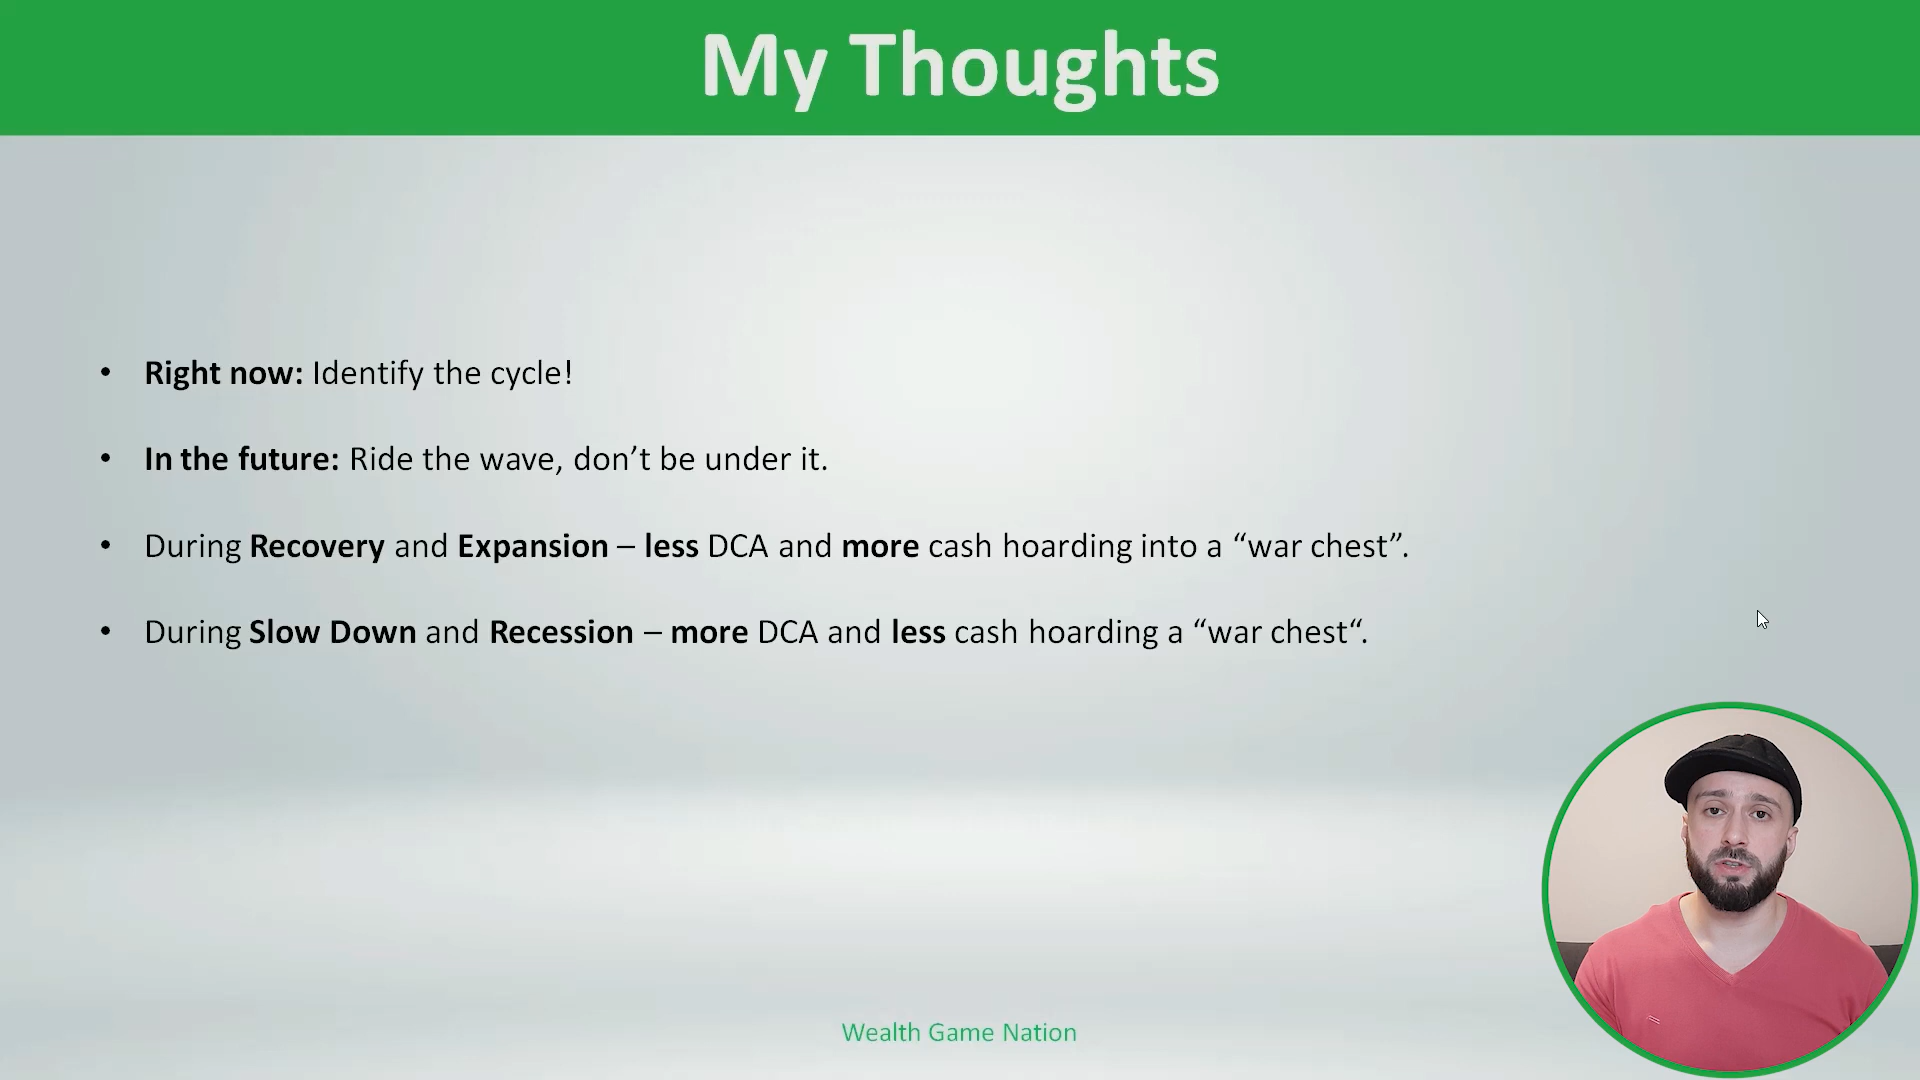 My Thoughts
• Right now: Identify the cycle!
• In the future: Ride the wave, don’t be under it.
• During Recovery and Expansion – less DCA and more cash hoarding into a “war chest”.
• During Slow Down and Recession – more DCA and less cash hoarding a “war chest“.
Wealth Game Nation